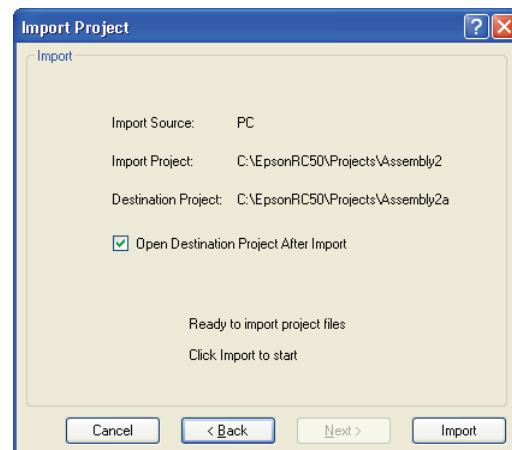 Import Project
Import
Import Source: PC
Import Project: C:\EpsonRC50\Projects\Assembly2
Destination Project: C:\EpsonRC50\Projects\Assembly2a
Open Destination Project After Import
Ready to import project files
Click Import to start
Cancel < Back Next > Import